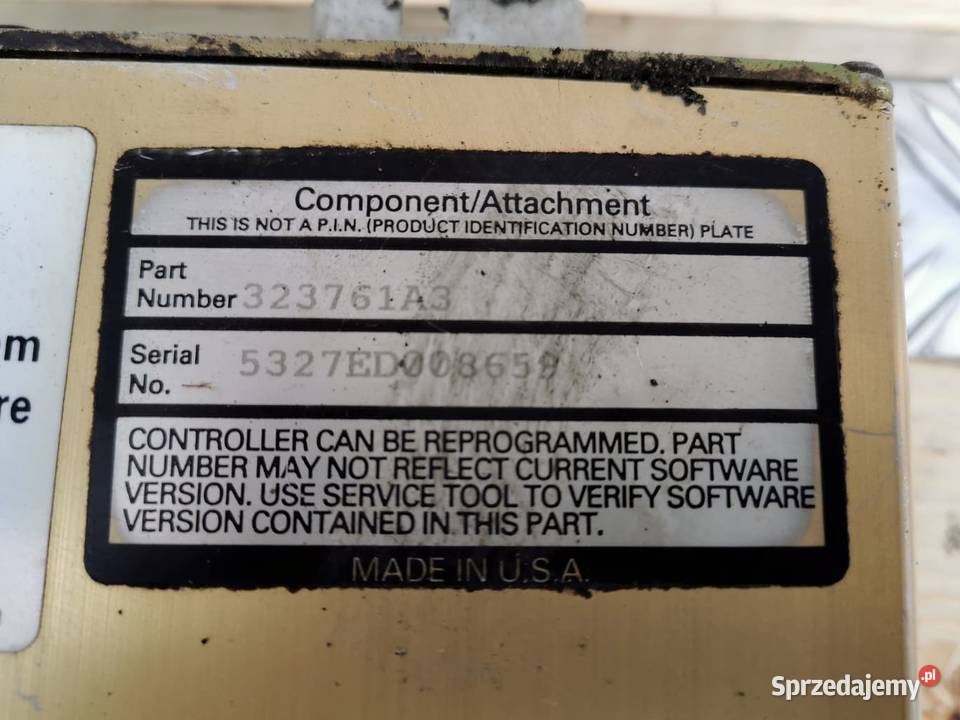 Component/Attachment
THIS IS NOT A P.I.N. (PRODUCT IDENTIFICATION NUMBER) PLATE
Part
Number 323761A3
Serial 5327ED008659
No.
CONTROLLER CAN BE REPROGRAMMED. PART
NUMBER MAY NOT REFLECT CURRENT SOFTWARE
VERSION. USE SERVICE TOOL TO VERIFY SOFTWARE
VERSION CONTAINED IN THIS PART.
MADE IN U.S.A.
Sprzedajemy.pl